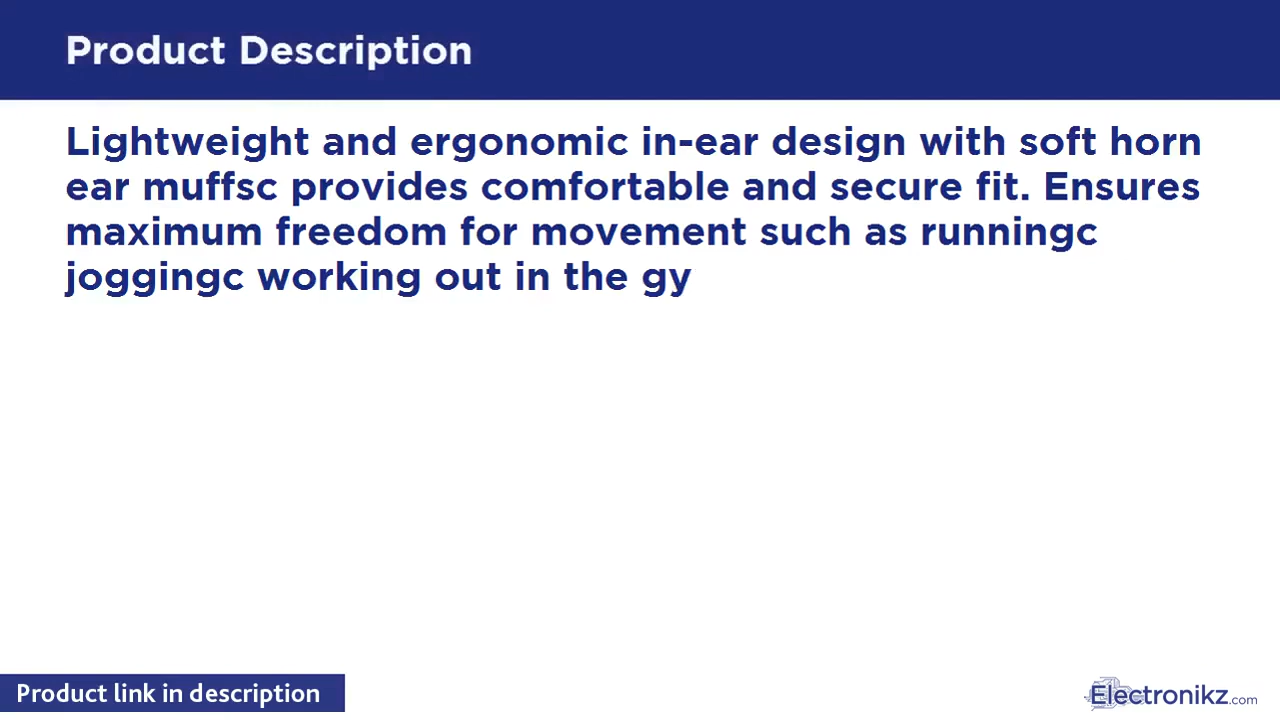 Product Description
Lightweight and ergonomic in-ear design with soft horn
ear muffsc provides comfortable and secure fit. Ensures
maximum freedom for movement such as runningc
joggingc working out in the gy
Product link in description
Electronikz.com